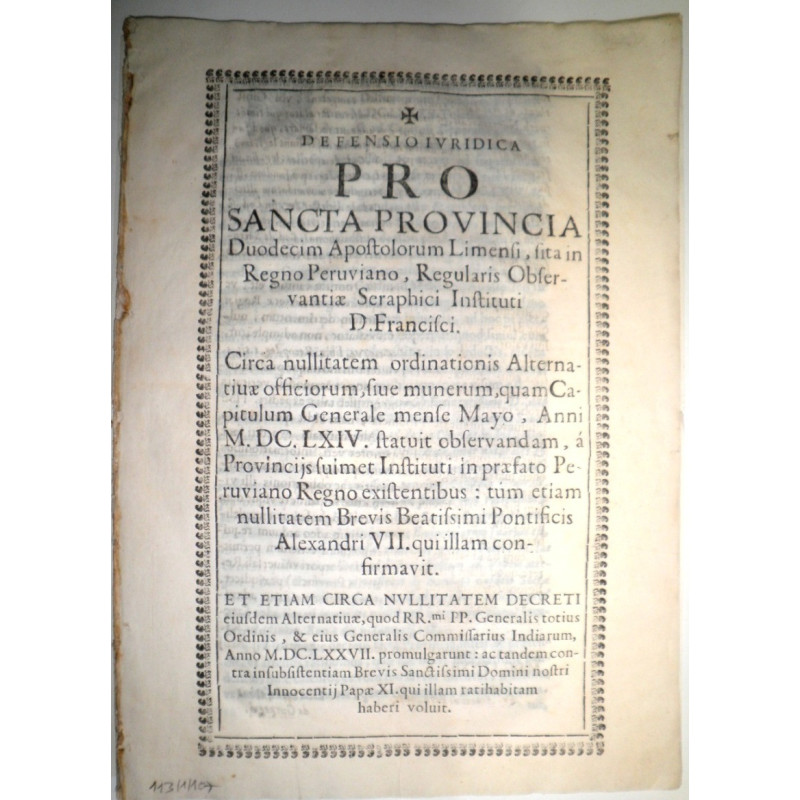 ✠
DEFENSIO IVRIDICA
PRO
SANCTA PROVINCIA
Duodecim Apoſtolorum Limenſi, ſita in
Regno Peruviano, Regularis Obſer-
vantiæ Seraphici Inſtituti
D. Franciſci.
Circa nullitatem ordinationis Alterna-
tiuæ officiorum, ſiue munerum, quam Ca-
pitulum Generale menſe Mayo, Anni
M. DC. LXIV. ſtatuit obſervandam, á
Provincijs ſuimet Inſtituti in præfato Pe-
ruviano Regno exiſtentibus : tùm etiam
nullitatem Brevis Beatiſſimi Pontificis
Alexandri VII. qui illam con-
firmavit.
ET ETIAM CIRCA NVLLITATEM DECRETI
eiuſdem Alternatiuæ, quod RR.mi PP. Generalis totius
Ordinis, & eius Generalis Commiſſarius Indiarum,
Anno M.DC.LXXVII. promulgarunt : ac tandem con-
tra inſubſiſtentiam Brevis Sanctiſſimi Domini noſtri
Innocentij Papæ XI. qui illam ratihabitam
haberi voluit.